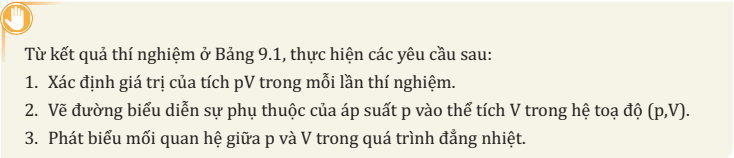 Từ kết quả thí nghiệm ở Bảng 9.1, thực hiện các yêu cầu sau:
1. Xác định giá trị của tích pV trong mỗi lần thí nghiệm.
2. Vẽ đường biểu diễn sự phụ thuộc của áp suất p vào thể tích V trong hệ toạ độ (p,V).
3. Phát biểu mối quan hệ giữa p và V trong quá trình đẳng nhiệt.